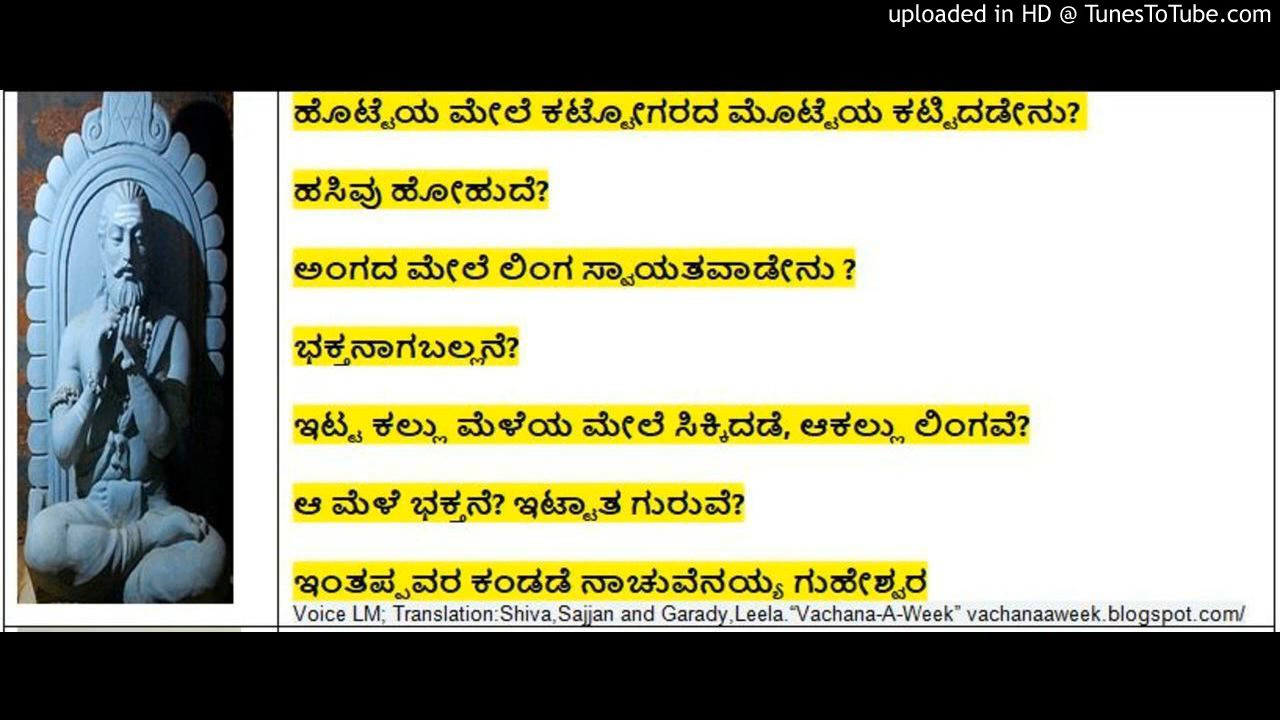 uploaded in HD @ TunesToTube.com
ಹೊಟ್ಟೆಯ ಮೇಲೆ ಕಟ್ಟೋಗರದ ಮೊಟ್ಟೆಯ ಕಟ್ಟಿದಡೇನು?
ಹಸಿವು ಹೋಹುದೆ?
ಅಂಗದ ಮೇಲೆ ಲಿಂಗ ಸ್ವಾಯತವಾಡೇನು ?
ಭಕ್ತನಾಗಬಲ್ಲನೆ?
ಇಟ್ಟ ಕಲ್ಲು ಮೆಳೆಯ ಮೇಲೆ ಸಿಕ್ಕಿದಡೆ, ಆಕಲ್ಲು ಲಿಂಗವೆ?
ಆ ಮೆಳೆ ಭಕ್ತನೆ? ಇಟ್ಟಾತ ಗುರುವೆ?
ಇಂತಪ್ಪವರ ಕಂಡಡೆ ನಾಚುವೆನಯ್ಯ ಗುಹೇಶ್ವರ
Voice LM; Translation:Shiva,Sajjan and Garady,Leela.“Vachana-A-Week” vachanaaweek.blogspot.com/